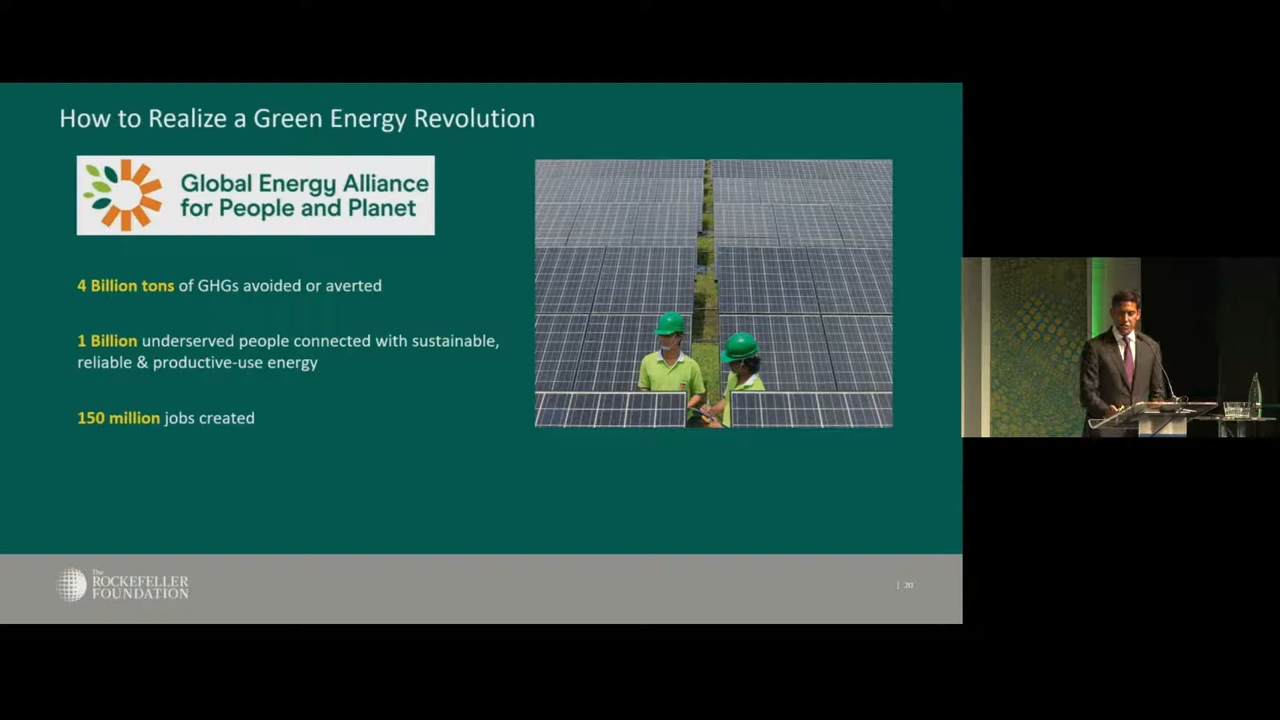 How to Realize a Green Energy Revolution
Global Energy Alliance
for People and Planet
4 Billion tons of GHGs avoided or averted
1 Billion underserved people connected with sustainable,
reliable & productive-use energy
150 million jobs created
The
ROCKEFELLER
FOUNDATION
| 20